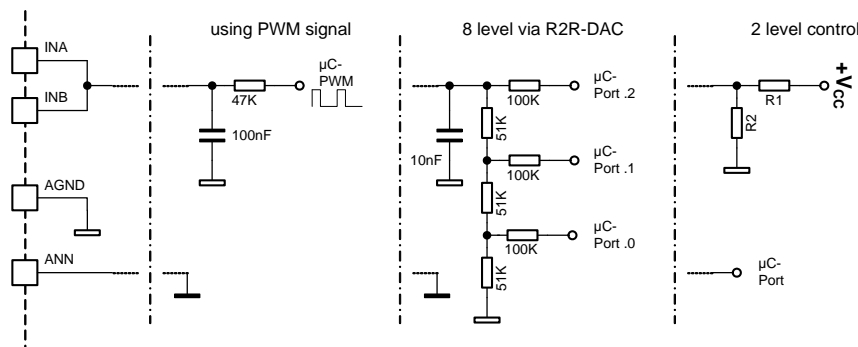 using PWM signal
8 level via R2R-DAC
2 level control
INA
INB
AGND
ANN
47K
µC-
PWM
100nF
100K
µC-
Port .2
51K
10nF
100K
µC-
Port .1
51K
100K
µC-
Port .0
51K
R1
+VCC
R2
µC-
Port